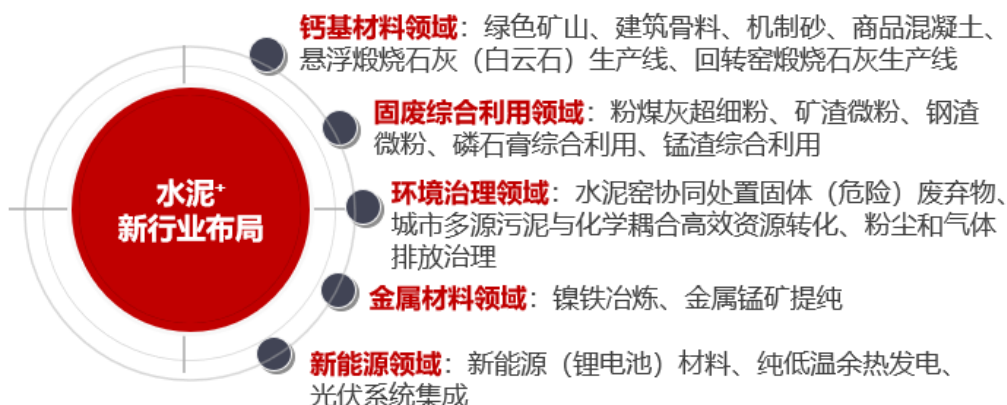 钙基材料领域：绿色矿山、建筑骨料、机制砂、商品混凝土、
悬浮煅烧石灰（白云石）生产线、回转窑煅烧石灰生产线
固废综合利用领域：粉煤灰超细粉、矿渣微粉、钢渣
微粉、磷石膏综合利用、锰渣综合利用
水泥+
新行业布局
环境治理领域：水泥窑协同处置固体（危险）废弃物、
城市多源污泥与化学耦合高效资源转化、粉尘和气体
排放治理
金属材料领域：镍铁冶炼、金属锰矿提纯
新能源领域：新能源（锂电池）材料、纯低温余热发电、
光伏系统集成